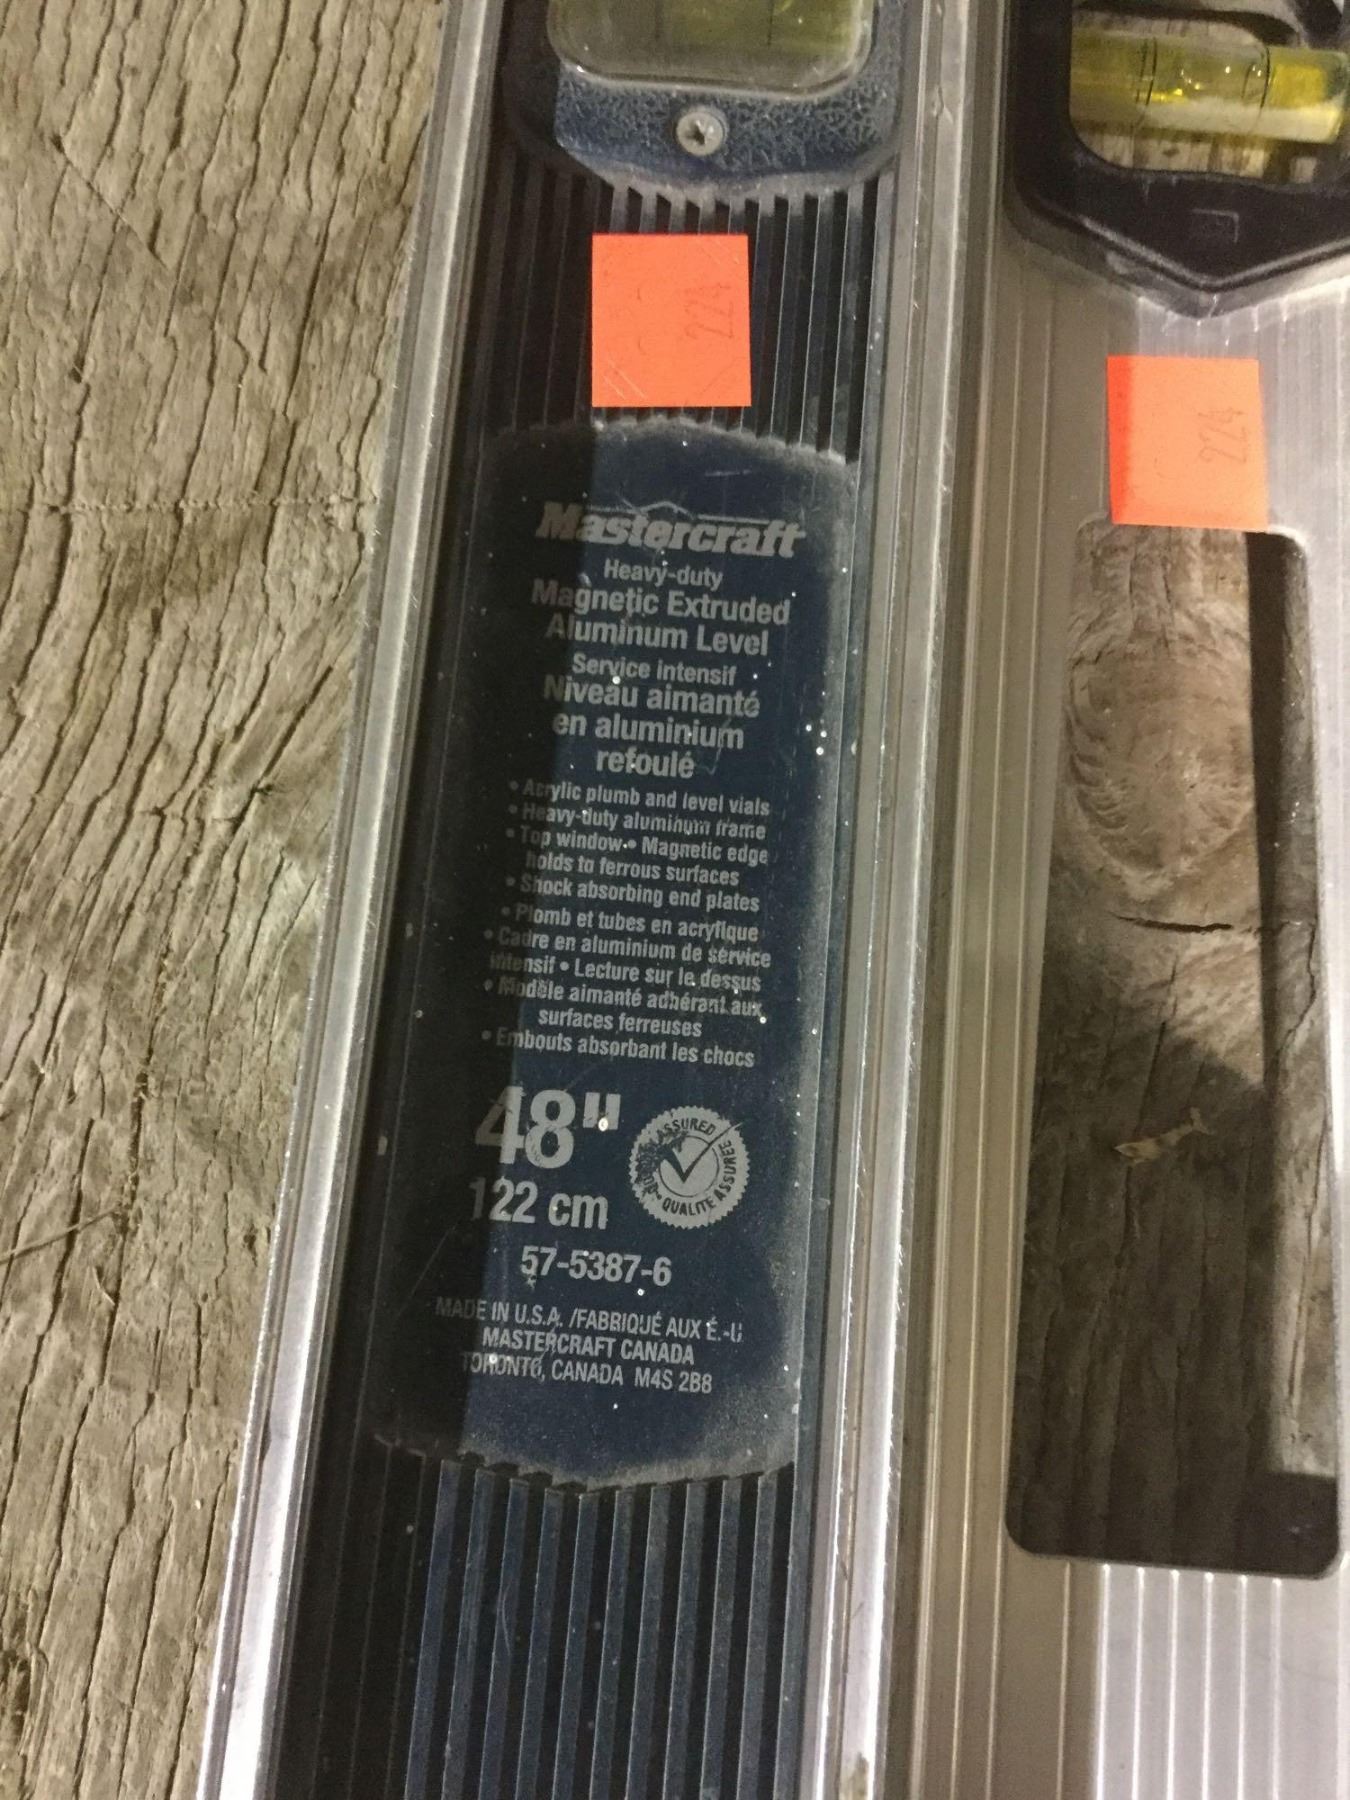 224
224
Mastercraft
Heavy-duty
Magnetic Extruded
Aluminum Level
Service intensif
Niveau aimanté
en aluminium
refoulé
• Acrylic plumb and level vials
• Heavy-duty aluminum frame
• Top window • Magnetic edge
holds to ferrous surfaces
• Shock absorbing end plates
• Plomb et tubes en acrylique
• Cadre en aluminium de service
intensif • Lecture sur le dessus
• Modèle aimanté adhérant aux
surfaces ferreuses
• Embouts absorbant les chocs
48"
ASSURED
QUALITÉ ASSURÉE
122 cm
57-5387-6
MADE IN U.S.A. /FABRIQUÉ AUX É.-U
MASTERCRAFT CANADA
TORONTO, CANADA M4S 2B8